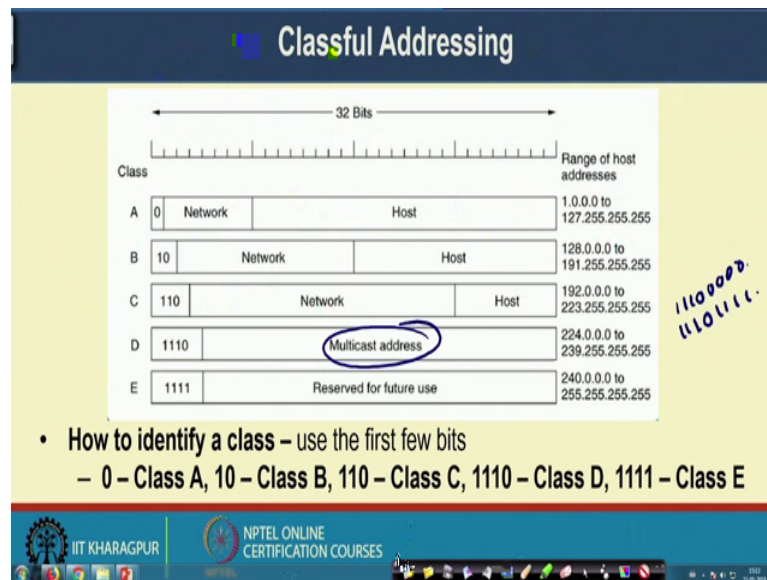 Classful Addressing
32 Bits
Class
Range of host
addresses
A 0 Network Host 1.0.0.0 to
127.255.255.255
B 10 Network Host 128.0.0.0 to
191.255.255.255
C 110 Network Host 192.0.0.0 to
223.255.255.255
11100000.
11101111.
D 1110 Multicast address 224.0.0.0 to
239.255.255.255
E 1111 Reserved for future use 240.0.0.0 to
255.255.255.255
• How to identify a class – use the first few bits
– 0 – Class A, 10 – Class B, 110 – Class C, 1110 – Class D, 1111 – Class E
IIT KHARAGPUR
NPTEL ONLINE
CERTIFICATION COURSES